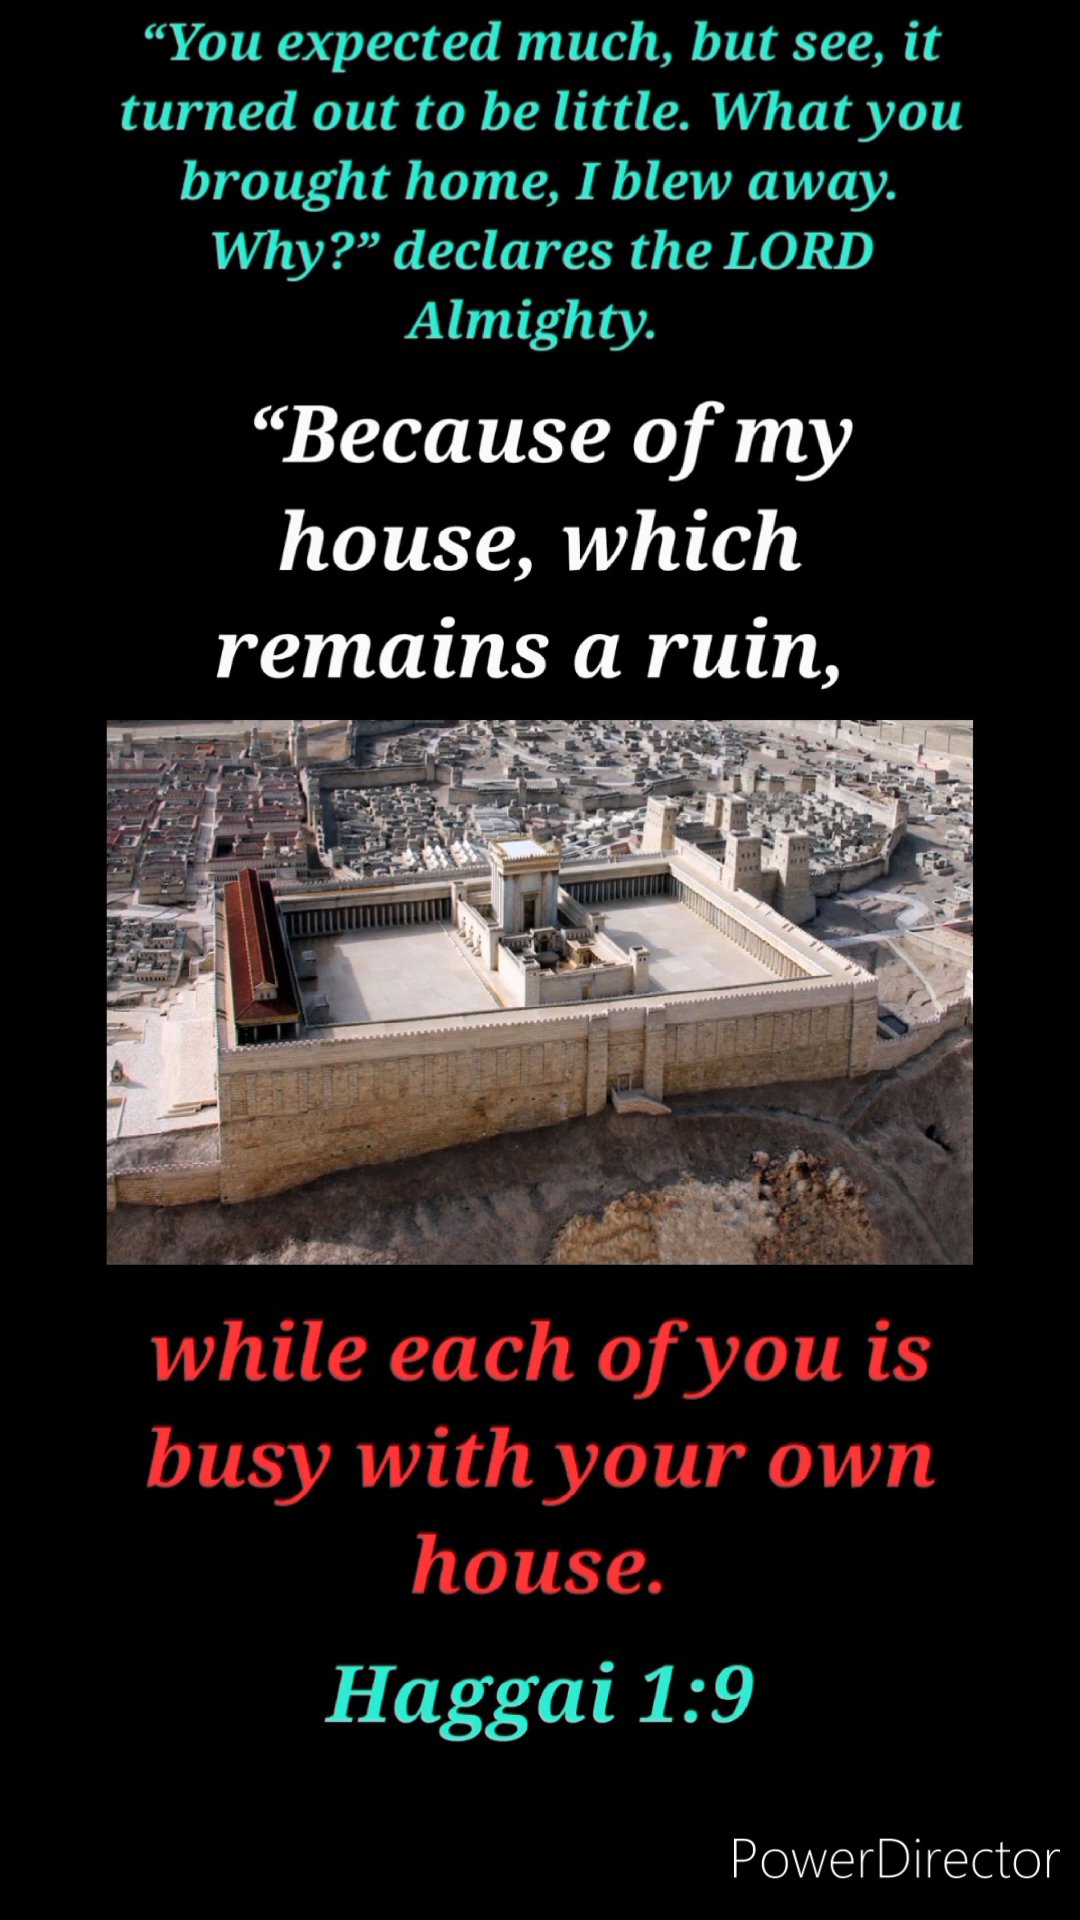 “You expected much, but see, it
turned out to be little. What you
brought home, I blew away.
Why?” declares the LORD
Almighty.
“Because of my
house, which
remains a ruin,
while each of you is
busy with your own
house.
Haggai 1:9
PowerDirector